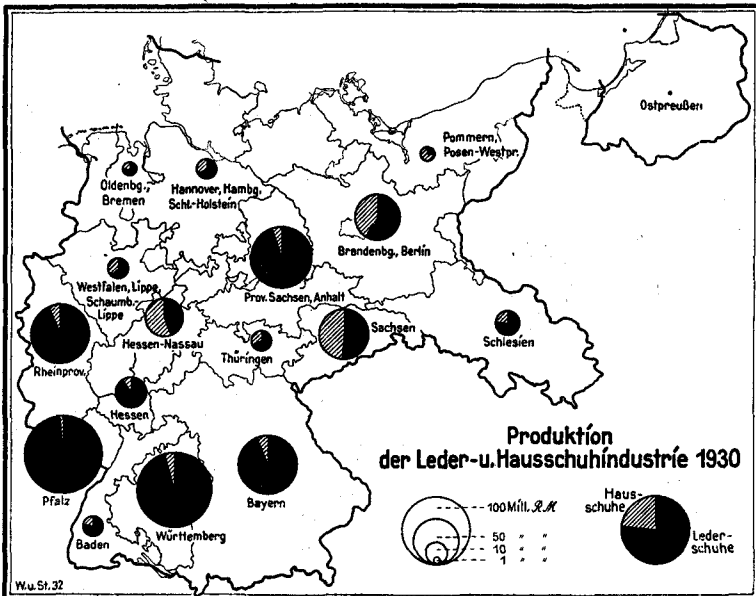 Ostpreußen
Pommern,
Posen-Westpr.
Oldenbg.,
Bremen
Hannover, Hambg,
Schl.-Holstein
Brandenbg., Berlin
Westfalen, Lippe,
Schaumb.
Lippe
Prov. Sachsen, Anhalt
Rheinprov.
Hessen-Nassau
Thüringen
Sachsen
Schlesien
Hessen
Pfalz
Württemberg
Bayern
Baden
Produktion
der Leder-u. Hausschuhindustrie 1930
100 Mill. RM
50 " "
10 " "
1 " "
Haus-
schuhe
Leder-
schuhe
W.u.St.32